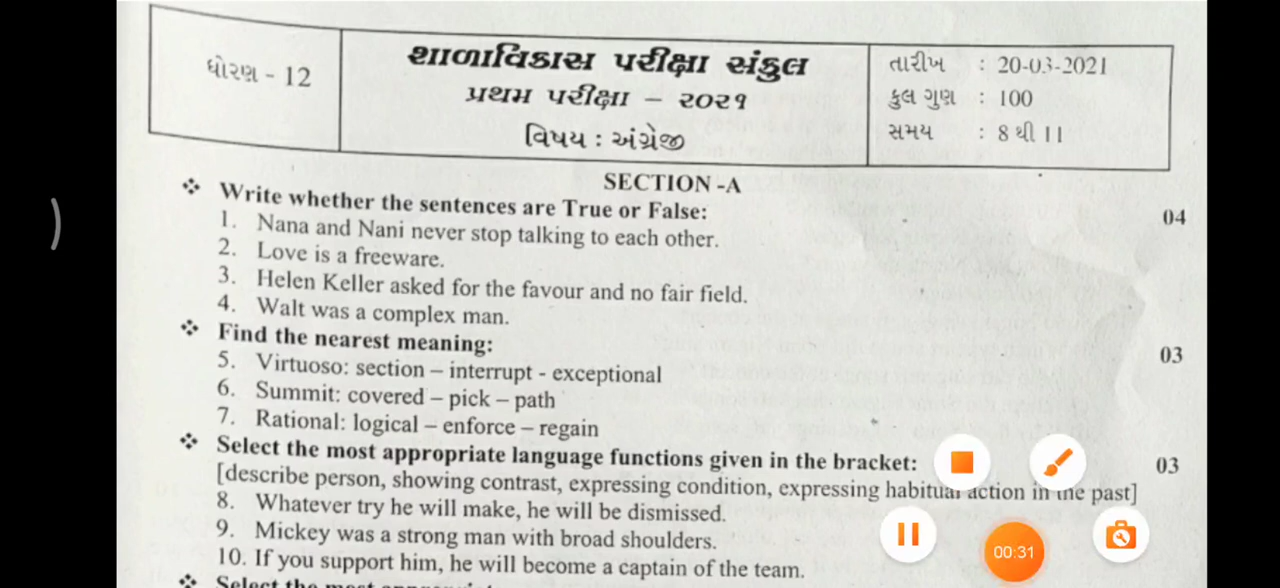 ધોરણ - 12
શાળાવિકાસ પરીક્ષા સંકુલ
પ્રથમ પરીક્ષા – ૨૦૨૧
વિષય : અંગ્રેજી
તારીખ : 20-03-2021
કુલ ગુણ : 100
સમય : 8 થી 11
SECTION -A
❖ Write whether the sentences are True or False: 04
1. Nana and Nani never stop talking to each other.
2. Love is a freeware.
3. Helen Keller asked for the favour and no fair field.
4. Walt was a complex man.
❖ Find the nearest meaning: 03
5. Virtuoso: section – interrupt - exceptional
6. Summit: covered – pick – path
7. Rational: logical – enforce – regain
❖ Select the most appropriate language functions given in the bracket: 03
[describe person, showing contrast, expressing condition, expressing habitual action in the past]
8. Whatever try he will make, he will be dismissed.
9. Mickey was a strong man with broad shoulders.
10. If you support him, he will become a captain of the team.
❖ Select the most
00:31